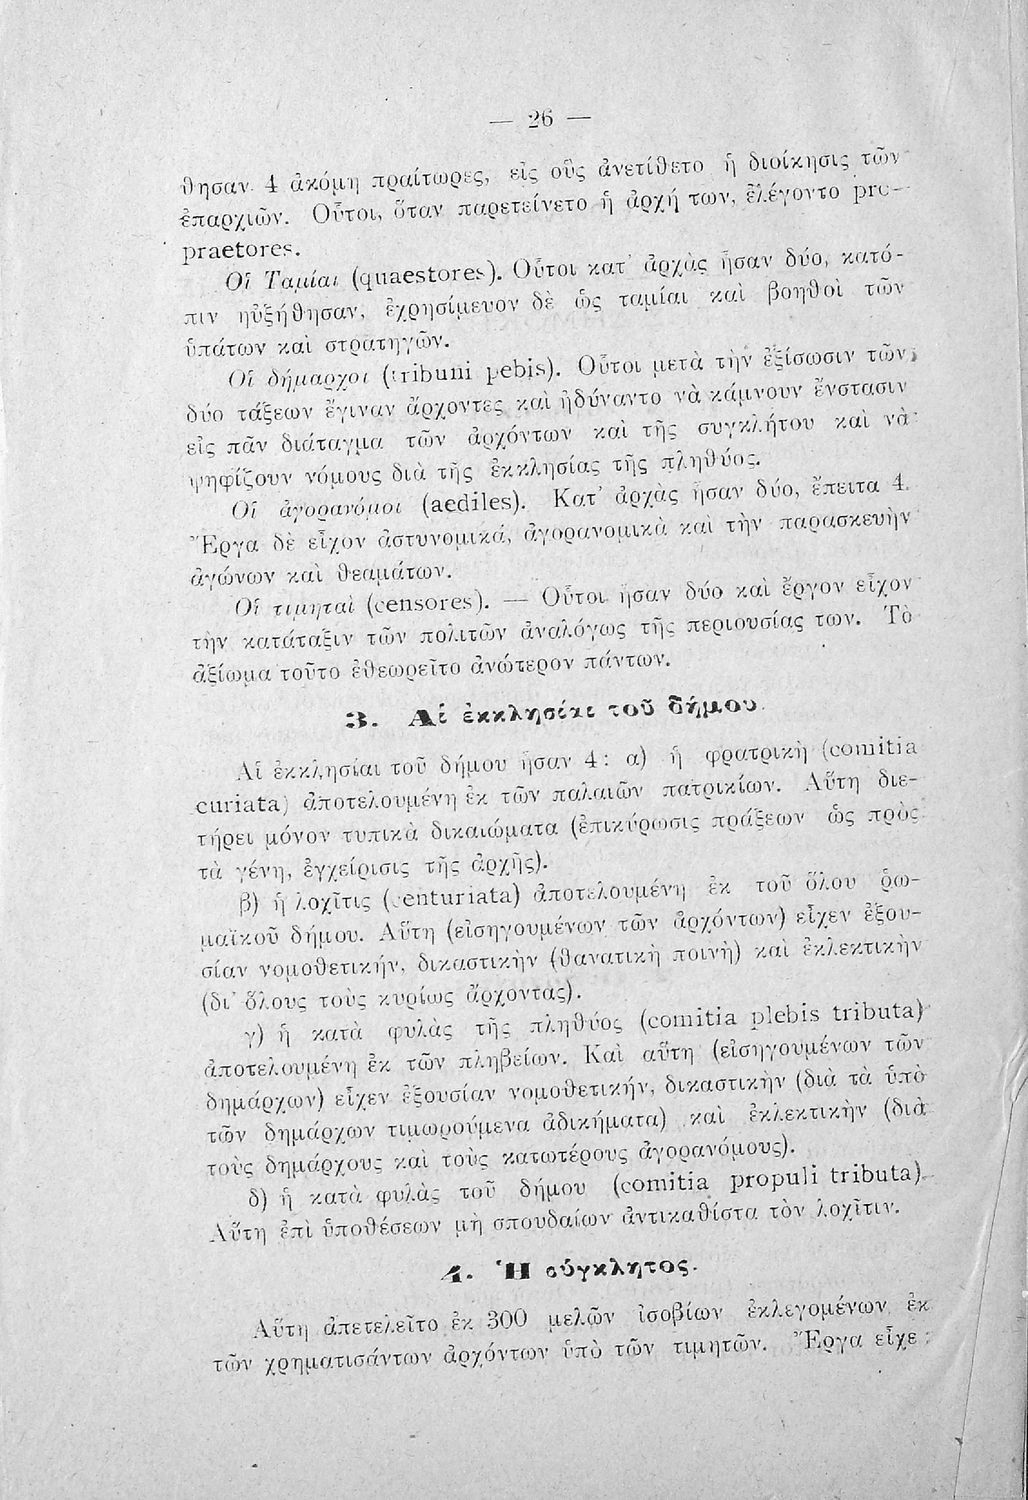 — 26 —
θησαν 4 ἀκόμη πραίτωρες, εἰς οὓς ἀνετίθετο ἡ διοίκησις τῶν
ἐπαρχιῶν. Οὗτοι, ὅταν παρετείνετο ἡ ἀρχή των, ἐλέγοντο pro-
praetores.
Οἱ Ταμίαι (quaestores). Οὗτοι κατ' ἀρχὰς ἦσαν δύο, κατό-
πιν ηὐξήθησαν, ἐχρησίμευον δὲ ὡς ταμίαι καὶ βοηθοὶ τῶν
ὑπάτων καὶ στρατηγῶν.
Οἱ δήμαρχοι (tribuni pebis). Οὗτοι μετὰ τὴν ἐξίσωσιν τῶν
δύο τάξεων ἔγιναν ἄρχοντες καὶ ἠδύναντο νὰ κάμνουν ἔνστασιν
εἰς πᾶν διάταγμα τῶν ἀρχόντων καὶ τῆς συγκλήτου καὶ νὰ
ψηφίζουν νόμους διὰ τῆς ἐκκλησίας τῆς πληθύος.
Οἱ ἀγορανόμοι (aediles). Κατ' ἀρχὰς ἦσαν δύο, ἔπειτα 4.
Ἔργα δὲ εἶχον ἀστυνομικά, ἀγορανομικὰ καὶ τὴν παρασκευὴν
ἀγώνων καὶ θεαμάτων.
Οἱ τιμηταὶ (censores). — Οὗτοι ἦσαν δύο καὶ ἔργον εἶχον
τὴν κατάταξιν τῶν πολιτῶν ἀναλόγως τῆς περιουσίας των. Τὸ
ἀξίωμα τοῦτο ἐθεωρεῖτο ἀνώτερον πάντων.
3. Αἱ ἐκκλησίαι τοῦ δήμου
Αἱ ἐκκλησίαι τοῦ δήμου ἦσαν 4: α) ἡ φρατρικὴ (comitia
curiata) ἀποτελουμένη ἐκ τῶν παλαιῶν πατρικίων. Αὕτη διε-
τήρει μόνον τυπικὰ δικαιώματα (ἐπικύρωσις πράξεων ὡς πρὸς
τὰ γένη, ἐγχείρισις τῆς ἀρχῆς).
β) ἡ λοχῖτις (centuriata) ἀποτελουμένη ἐκ τοῦ ὅλου ῥω-
μαϊκοῦ δήμου. Αὕτη (εἰσηγουμένων τῶν ἀρχόντων) εἶχεν ἐξου-
σίαν νομοθετικήν, δικαστικὴν (θανατικὴ ποινὴ) καὶ ἐκλεκτικὴν
(δι' ὅλους τοὺς κυρίως ἄρχοντας).
γ) ἡ κατὰ φυλὰς τῆς πληθύος (comitia plebis tributa)
ἀποτελουμένη ἐκ τῶν πληβείων. Καὶ αὕτη (εἰσηγουμένων τῶν
δημάρχων) εἶχεν ἐξουσίαν νομοθετικήν, δικαστικὴν (διὰ τὰ ὑπὸ
τῶν δημάρχων τιμωρούμενα ἀδικήματα) καὶ ἐκλεκτικὴν (διὰ
τοὺς δημάρχους καὶ τοὺς κατωτέρους ἀγορανόμους).
δ) ἡ κατὰ φυλὰς τοῦ δήμου (comitia propuli tributa).
Αὕτη ἐπὶ ὑποθέσεων μὴ σπουδαίων ἀντικαθίστα τὸν λοχῖτιν.
4. Ἡ σύγκλητος.
Αὕτη ἀπετελεῖτο ἐκ 300 μελῶν ἰσοβίων ἐκλεγομένων ἐκ
τῶν χρηματισάντων ἀρχόντων ὑπὸ τῶν τιμητῶν. Ἔργα εἶχε: